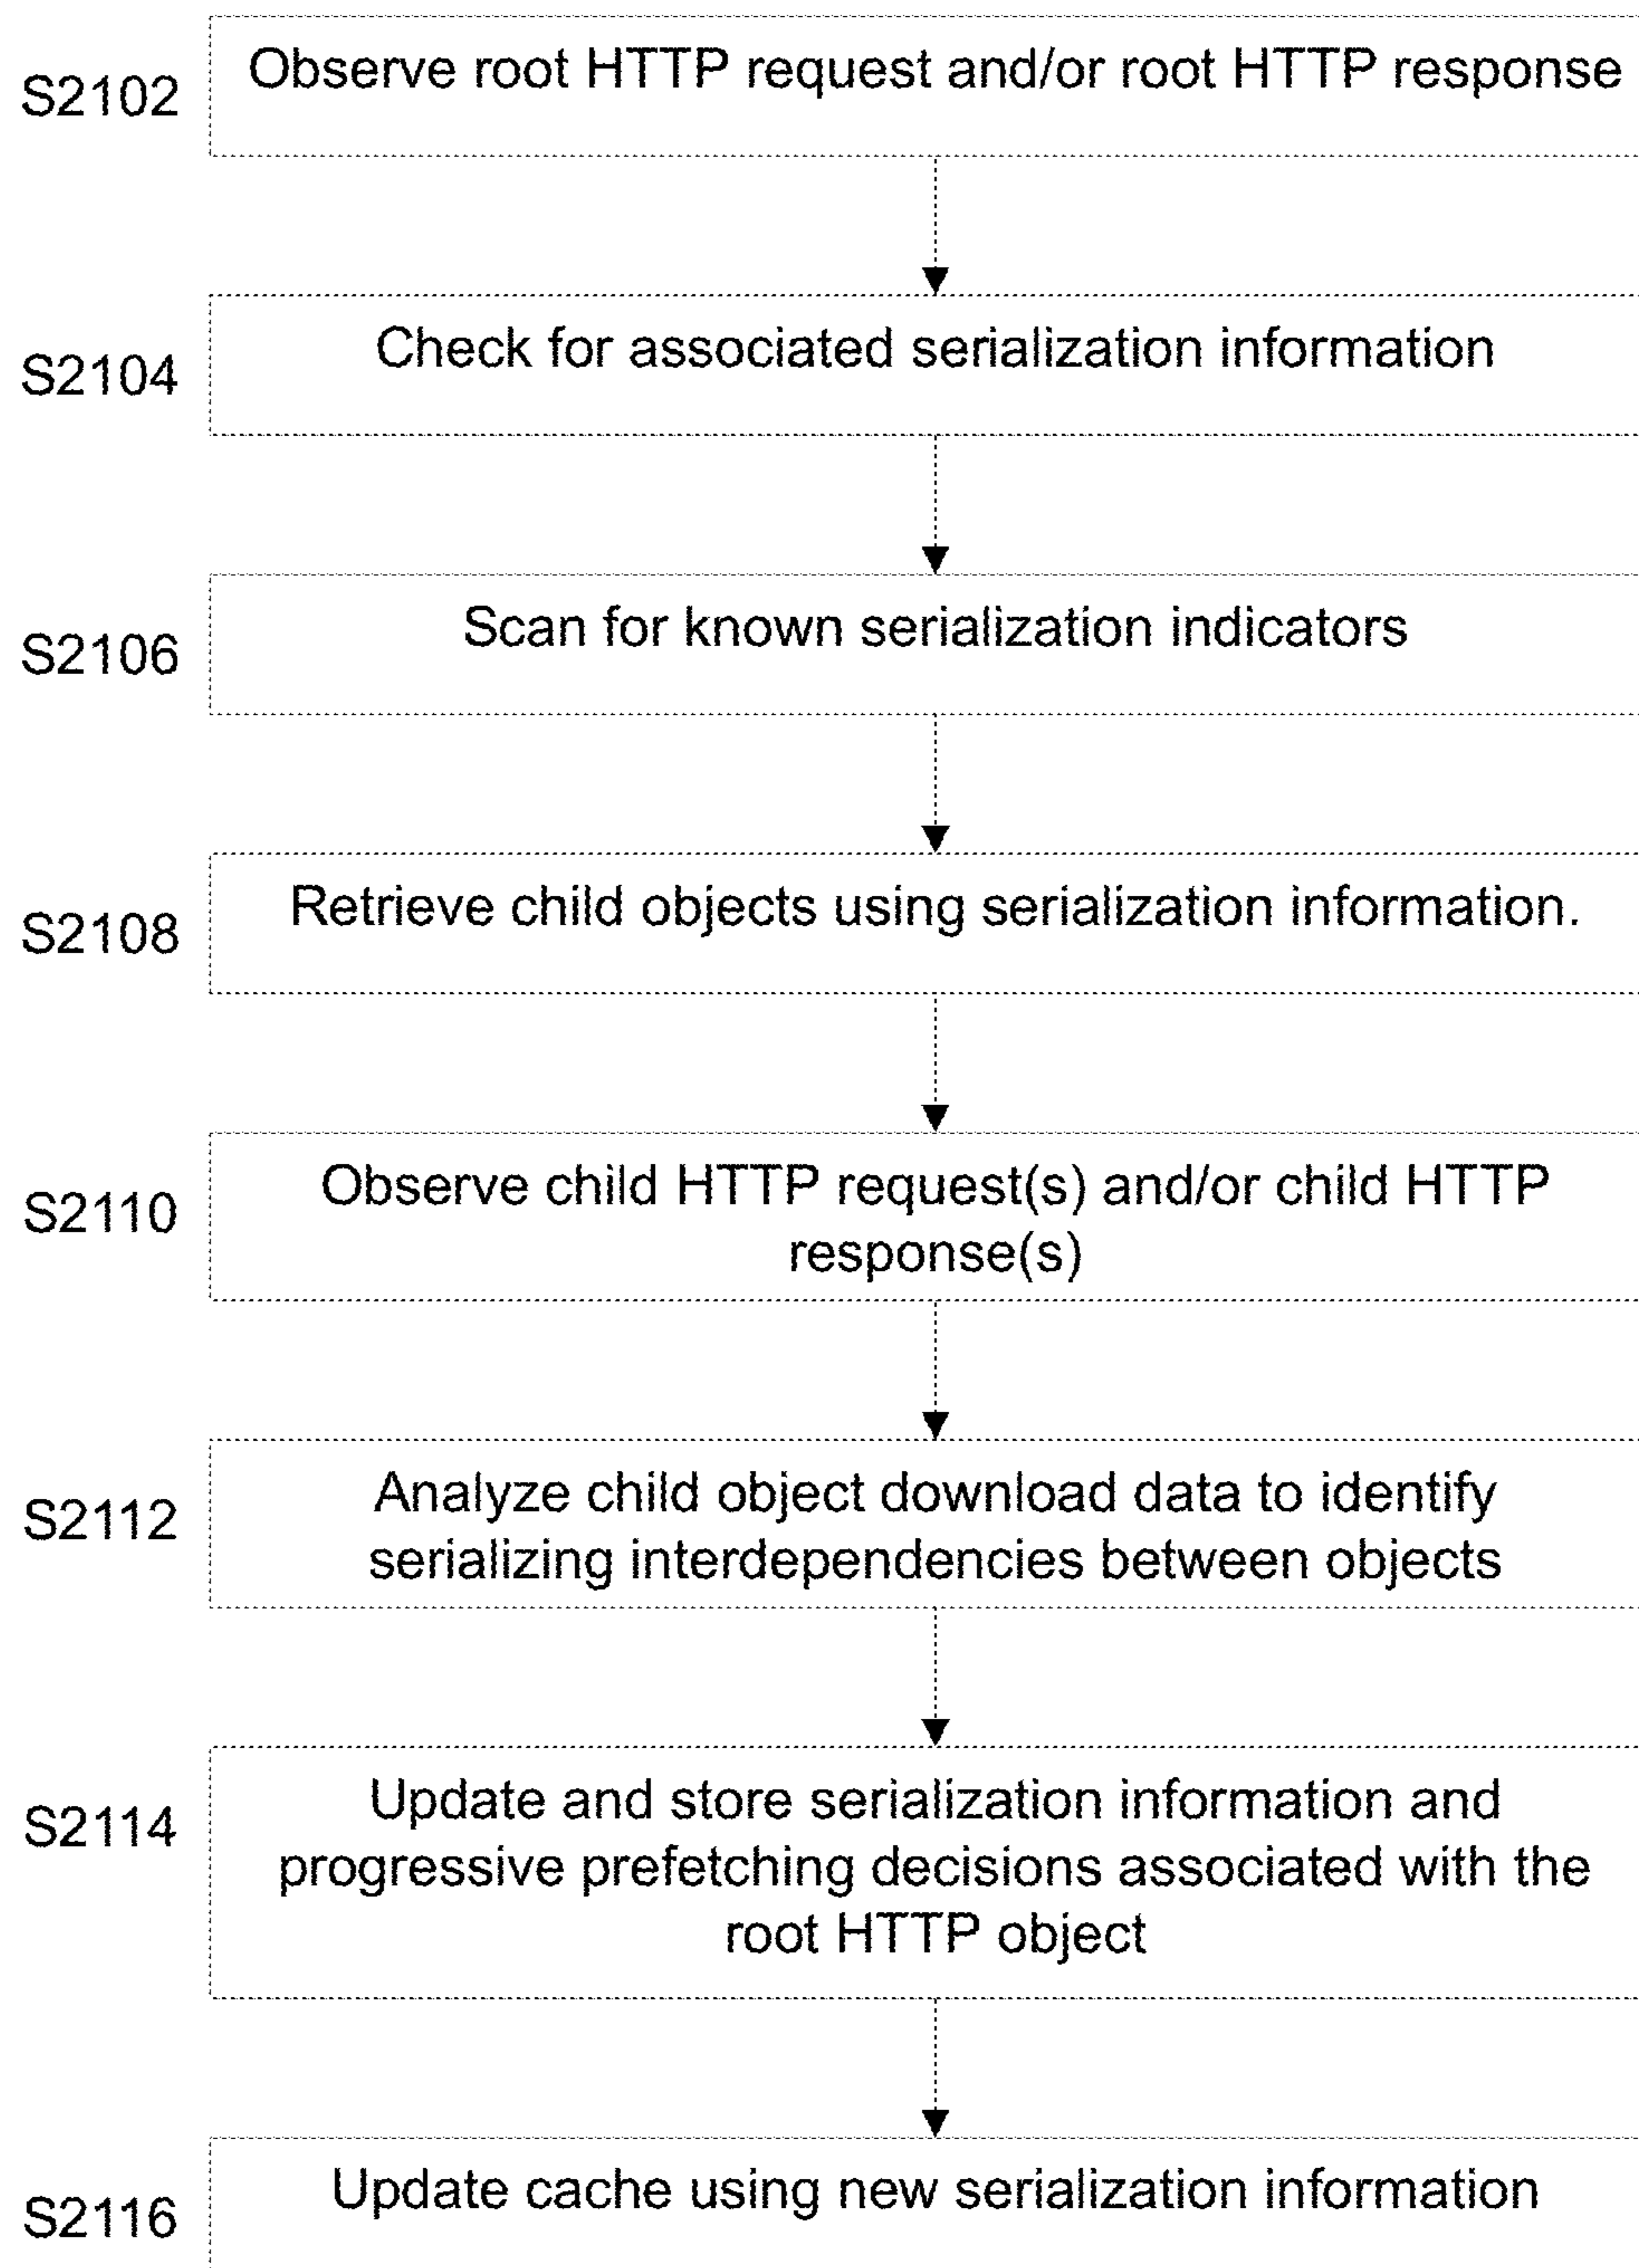 S2102
Observe root HTTP request and/or root HTTP response
S2104
Check for associated serialization information
S2106
Scan for known serialization indicators
S2108
Retrieve child objects using serialization information.
S2110
Observe child HTTP request(s) and/or child HTTP
response(s)
S2112
Analyze child object download data to identify
serializing interdependencies between objects
S2114
Update and store serialization information and
progressive prefetching decisions associated with the
root HTTP object
S2116
Update cache using new serialization information